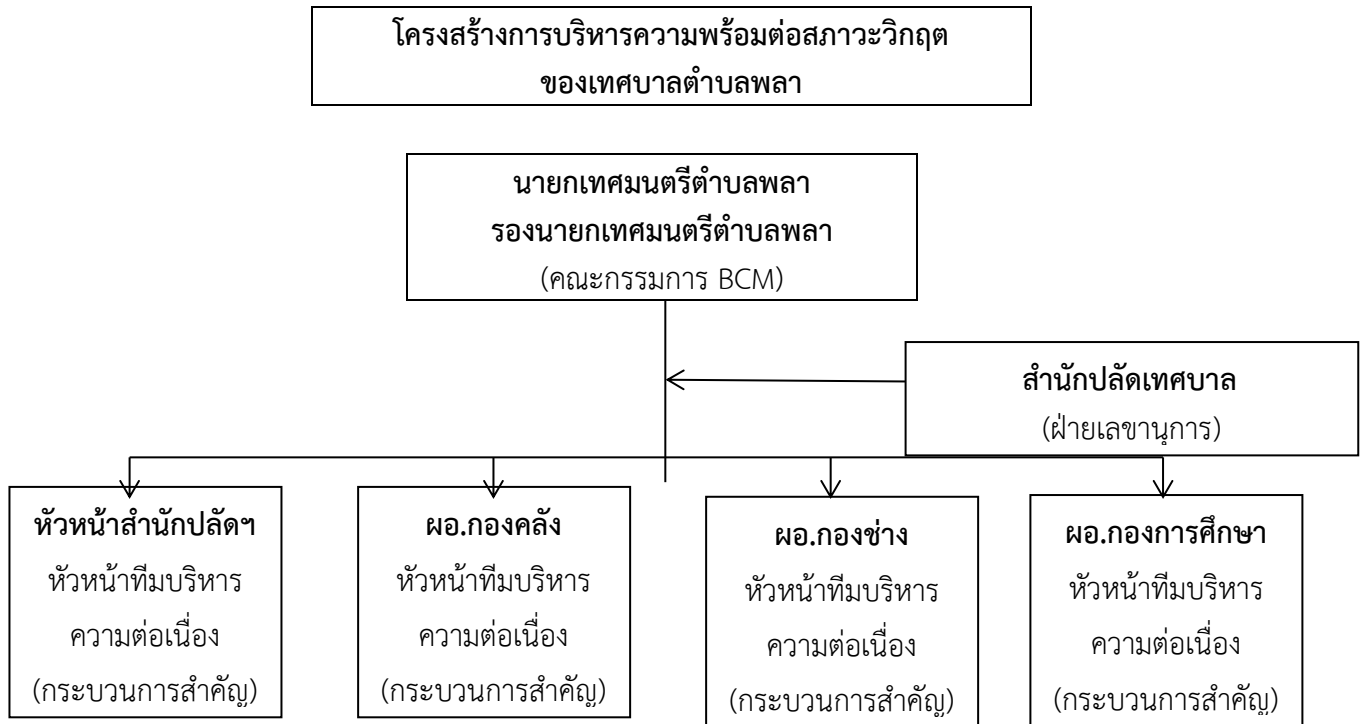 โครงสร้างการบริหารความพร้อมต่อสภาวะวิกฤต
ของเทศบาลตำบลพลา
นายกเทศมนตรีตำบลพลา
รองนายกเทศมนตรีตำบลพลา
(คณะกรรมการ BCM)
สำนักปลัดเทศบาล
(ฝ่ายเลขานุการ)
หัวหน้าสำนักปลัดฯ
หัวหน้าทีมบริหาร
ความต่อเนื่อง
(กระบวนการสำคัญ)
ผอ.กองคลัง
หัวหน้าทีมบริหาร
ความต่อเนื่อง
(กระบวนการสำคัญ)
ผอ.กองช่าง
หัวหน้าทีมบริหาร
ความต่อเนื่อง
(กระบวนการสำคัญ)
ผอ.กองการศึกษา
หัวหน้าทีมบริหาร
ความต่อเนื่อง
(กระบวนการสำคัญ)